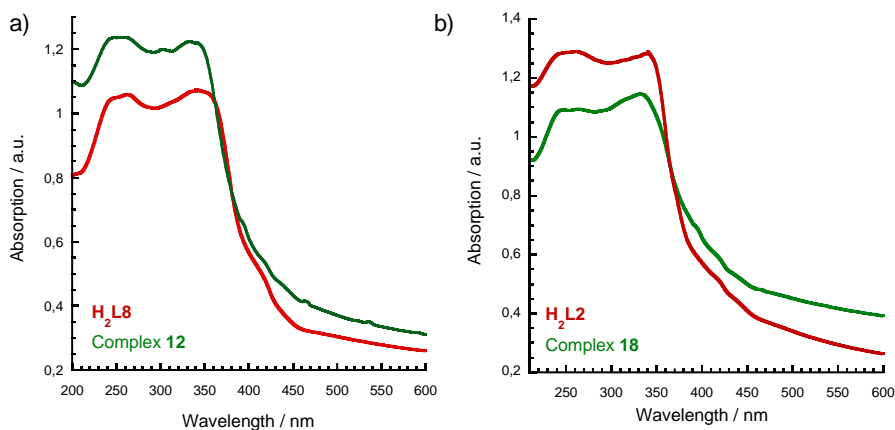 a)
Absorption / a.u.
1,2
1
0,8
0,6
0,4
0,2
H₂L8
Complex 12
200 250 300 350 400 450 500 550 600
Wavelength / nm
b)
Absorption / a.u.
1,4
1,2
1
0,8
0,6
0,4
0,2
H₂L2
Complex 18
250 300 350 400 450 500 550 600
Wavelength / nm